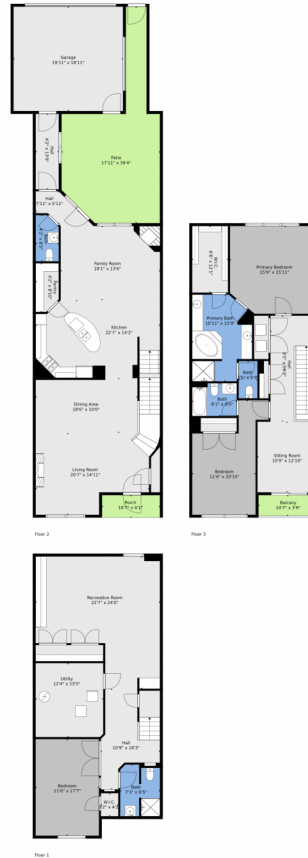 Garage
19'11" x 18'11"
Patio
17'11" x 39'4"
Hall
Hall
7'11" x 5'11"
Family Room
18'1" x 13'6"
Kitchen
22'7" x 14'2"
Dining Area
18'6" x 10'0"
Living Room
20'7" x 14'11"
Porch
10'7" x 4'1"
Floor 2
W.I.C.
Primary Bedroom
15'9" x 15'11"
Primary Bath
10'11" x 15'9"
Hall
Bath
Bath
8'1" x 8'0"
Bedroom
11'6" x 20'10"
Sitting Room
10'9" x 12'10"
Balcony
10'7" x 3'9"
Floor 3
Recreation Room
22'7" x 24'0"
Utility
12'4" x 13'5"
Hall
10'9" x 18'3"
Bedroom
11'6" x 17'7"
W.I.C.
Bath
7'3" x 9'5"
Floor 1